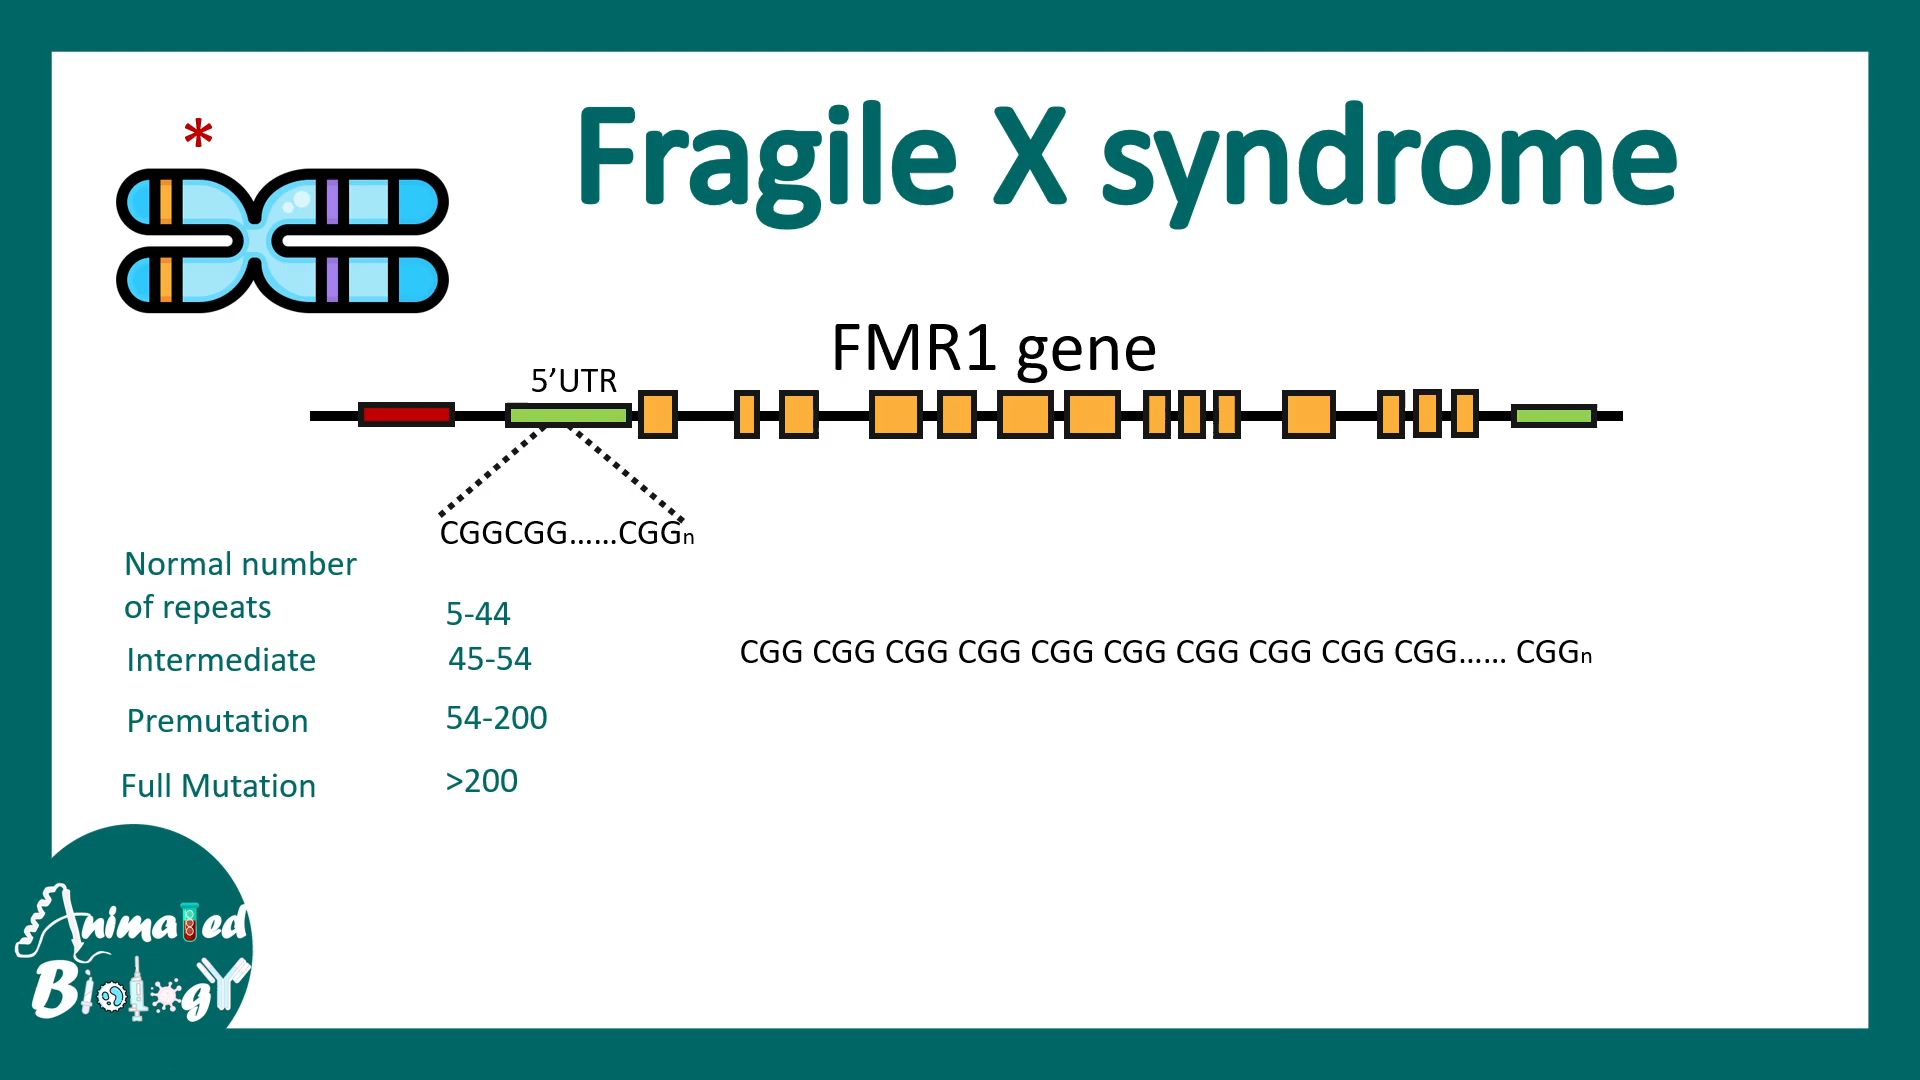 *
Fragile X syndrome
FMR1 gene
5’UTR
CGGCGG......CGGn
Normal number
of repeats
5-44
Intermediate
45-54
Premutation
54-200
Full Mutation
>200
CGG CGG CGG CGG CGG CGG CGG CGG CGG CGG...... CGGn
Animated
Biology